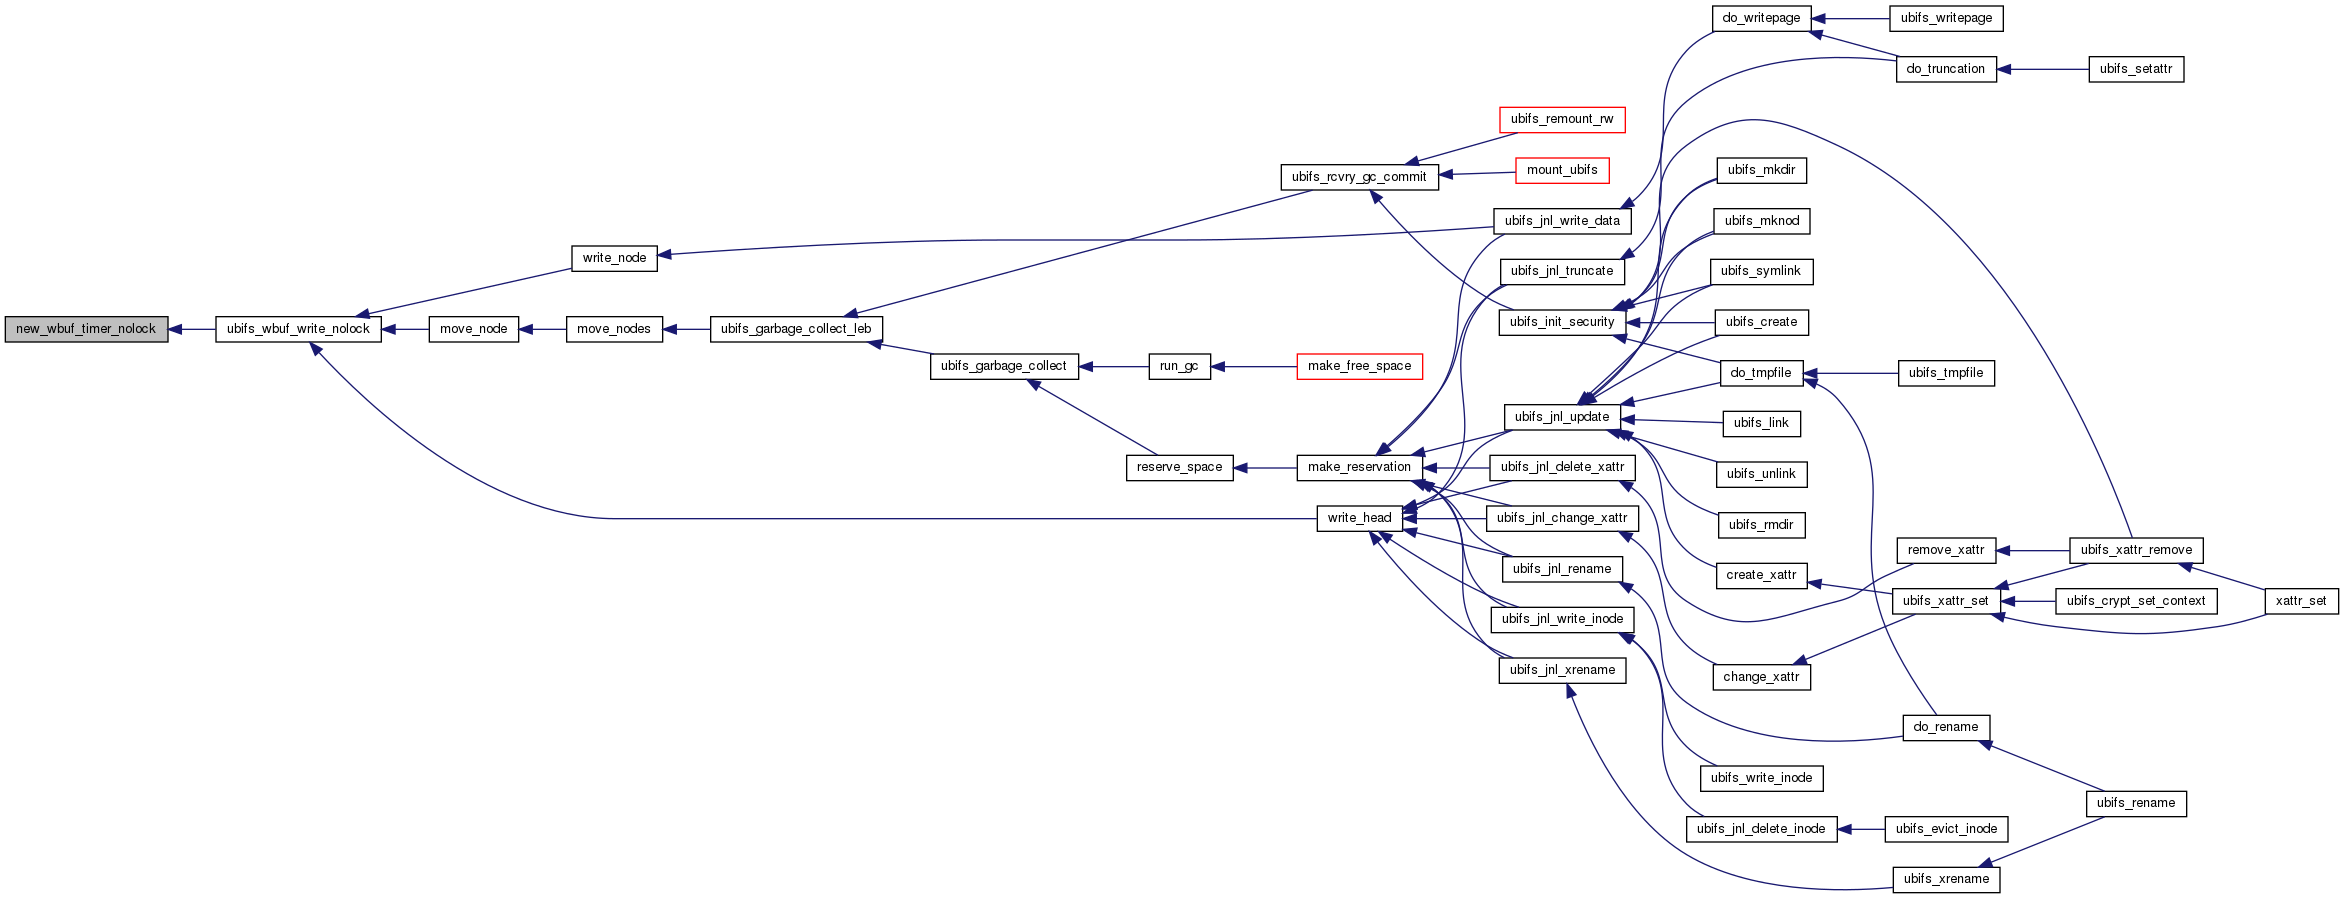 new_wbuf_timer_nolock
ubifs_wbuf_write_nolock
write_node
move_node
move_nodes
ubifs_garbage_collect_leb
ubifs_garbage_collect
run_gc
reserve_space
ubifs_rcvry_gc_commit
make_free_space
make_reservation
write_head
ubifs_remount_rw
mount_ubifs
ubifs_jnl_write_data
ubifs_jnl_truncate
ubifs_init_security
ubifs_jnl_update
ubifs_jnl_delete_xattr
ubifs_jnl_change_xattr
ubifs_jnl_rename
ubifs_jnl_write_inode
ubifs_jnl_xrename
do_writepage
ubifs_mkdir
ubifs_mknod
ubifs_symlink
ubifs_create
do_tmpfile
ubifs_link
ubifs_unlink
ubifs_rmdir
create_xattr
change_xattr
ubifs_write_inode
ubifs_jnl_delete_inode
ubifs_writepage
do_truncation
ubifs_tmpfile
remove_xattr
ubifs_xattr_set
do_rename
ubifs_evict_inode
ubifs_xrename
ubifs_setattr
ubifs_xattr_remove
ubifs_crypt_set_context
ubifs_rename
xattr_set